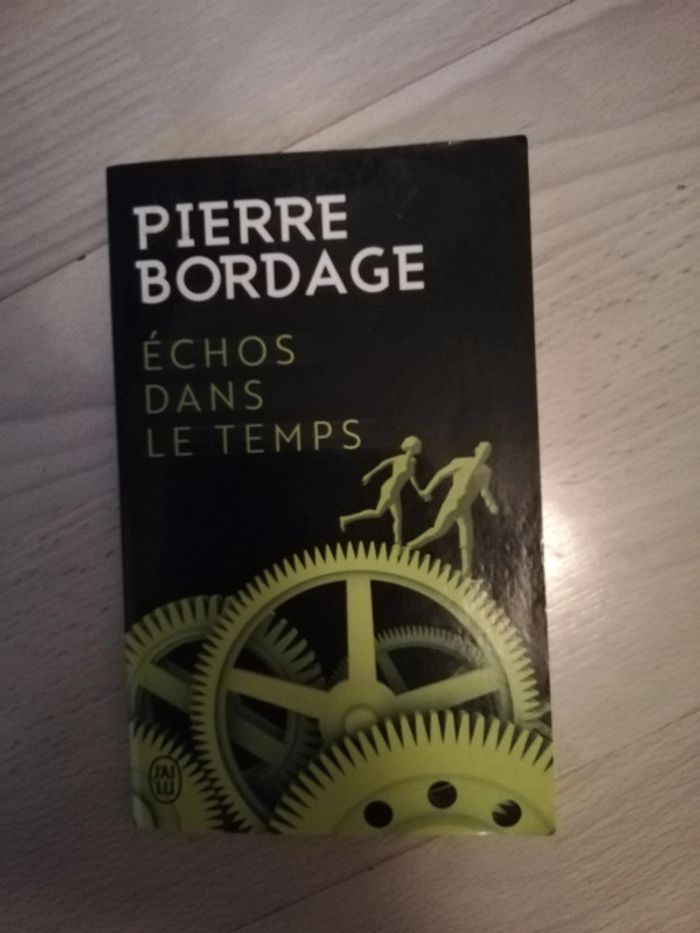 PIERRE
BORDAGE
ÉCHOS
DANS
LE TEMPS
J'AI
LU